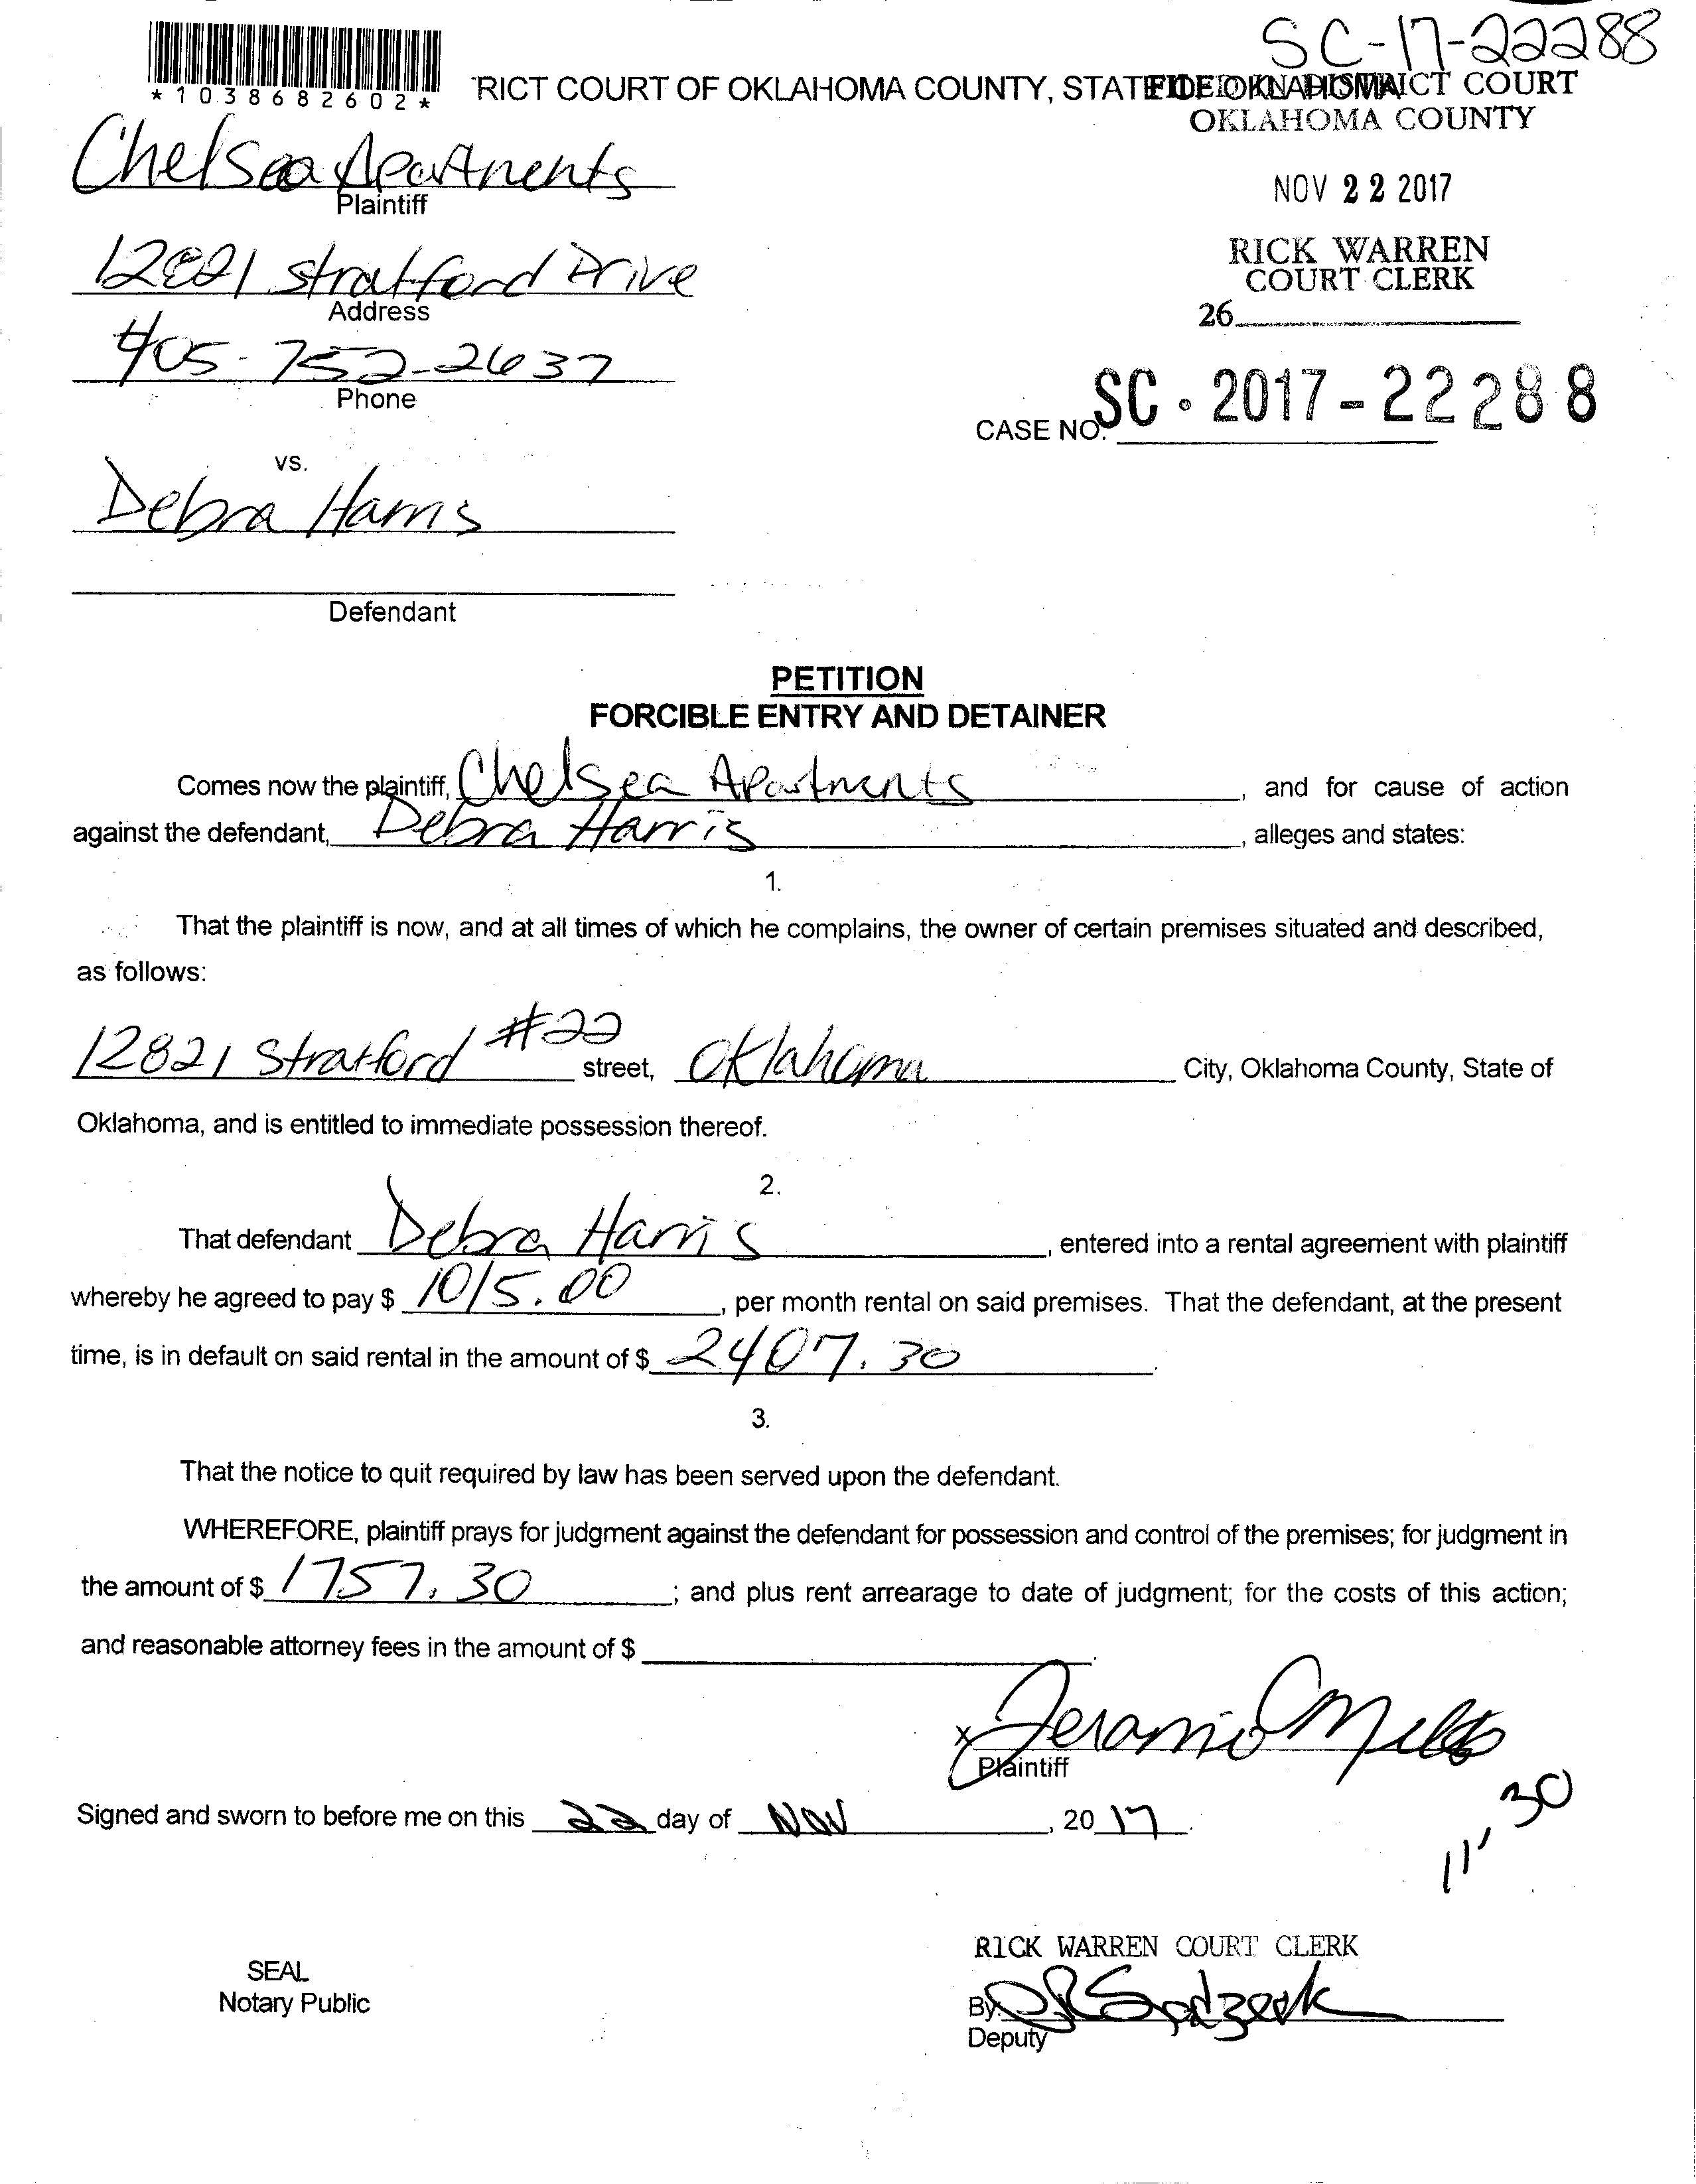 SC-17-22288
*1038682602*
RICT COURT OF OKLAHOMA COUNTY, STATE
FILED IN DISTRICT COURT
OKLAHOMA COUNTY
Chelsea Apartments
Plaintiff
NOV 22 2017
12821 Stratford Drive
Address
RICK WARREN
COURT CLERK
26
405-752-2637
Phone
CASE NO. SC-2017-22288
vs.
Debra Harris
Defendant
PETITION
FORCIBLE ENTRY AND DETAINER
Comes now the plaintiff, Chelsea Apartments, and for cause of action
against the defendant, Debra Harris, alleges and states:
1.
That the plaintiff is now, and at all times of which he complains, the owner of certain premises situated and described,
as follows:
12821 Stratford #22 street, Oklahoma City, Oklahoma County, State of
Oklahoma, and is entitled to immediate possession thereof.
2.
That defendant Debra Harris, entered into a rental agreement with plaintiff
whereby he agreed to pay $ 1015.00, per month rental on said premises. That the defendant, at the present
time, is in default on said rental in the amount of $ 2407.30.
3.
That the notice to quit required by law has been served upon the defendant.
WHEREFORE, plaintiff prays for judgment against the defendant for possession and control of the premises; for judgment in
the amount of $ 1757.30; and plus rent arrearage to date of judgment; for the costs of this action;
and reasonable attorney fees in the amount of $
x
Plaintiff
Signed and sworn to before me on this 22 day of Nov, 2017.
11:30
RICK WARREN COURT CLERK
SEAL
Notary Public
By:
Deputy